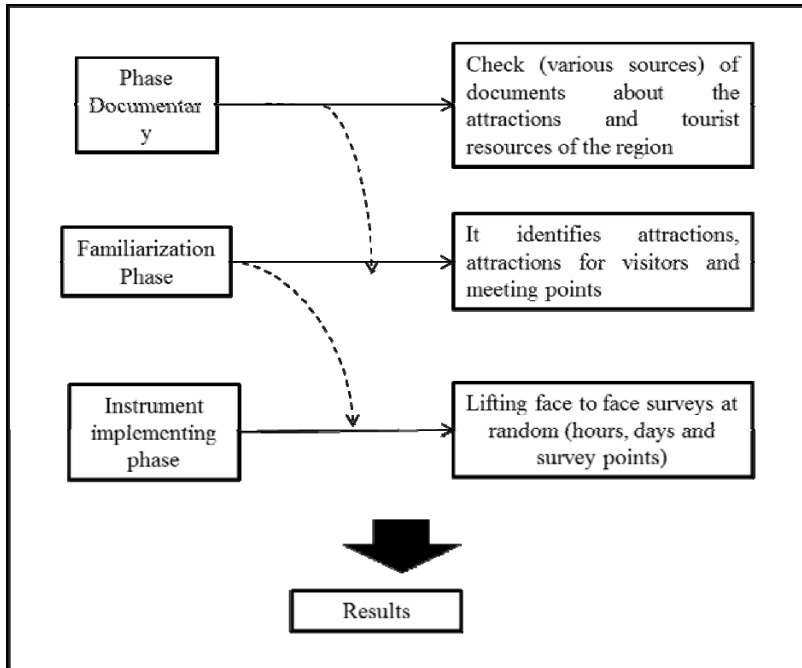 Phase
Documentar
y
Check (various sources) of
documents about the
attractions and tourist
resources of the region
Familiarization
Phase
It identifies attractions,
attractions for visitors and
meeting points
Instrument
implementing
phase
Lifting face to face surveys at
random (hours, days and
survey points)
Results